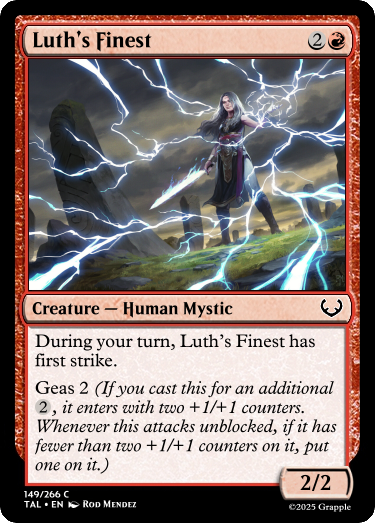 Luth's Finest 2
Creature — Human Mystic
During your turn, Luth's Finest has
first strike.
Geas 2 (If you cast this for an additional
2, it enters with two +1/+1 counters.
Whenever this attacks unblocked, if it has
fewer than two +1/+1 counters on it, put
one on it.)
2/2
149/266 C
TAL • EN Rod Mendez
©2025 Grapple